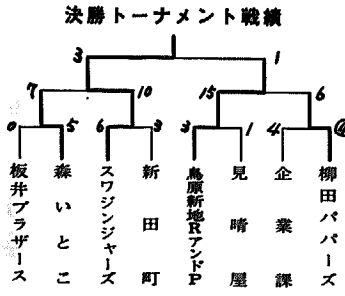 決勝トーナメント戦績
3 1
7 10 15 6
0 5 6 3 3 1 4
板井ブラザース
森いとこ
スワジンジャーズ
新田町
鳥原新地RアンドP
見晴屋
企業課
柳田パパーズ